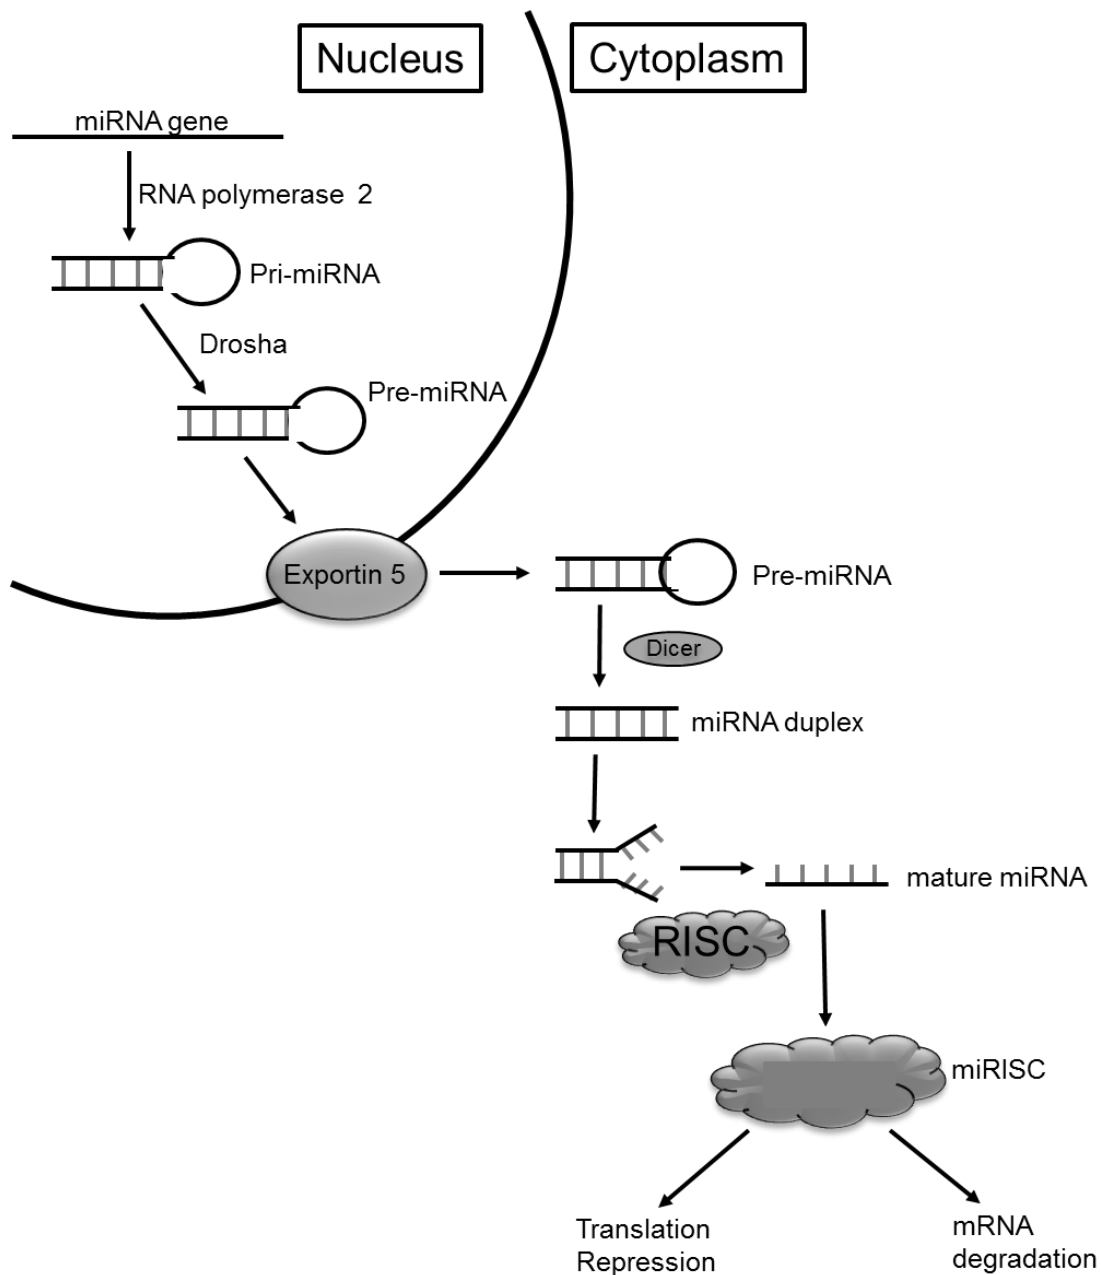 Nucleus
Cytoplasm
miRNA gene
RNA polymerase 2
Pri-miRNA
Drosha
Pre-miRNA
Exportin 5
Pre-miRNA
Dicer
miRNA duplex
mature miRNA
RISC
miRISC
Translation
Repression
mRNA
degradation